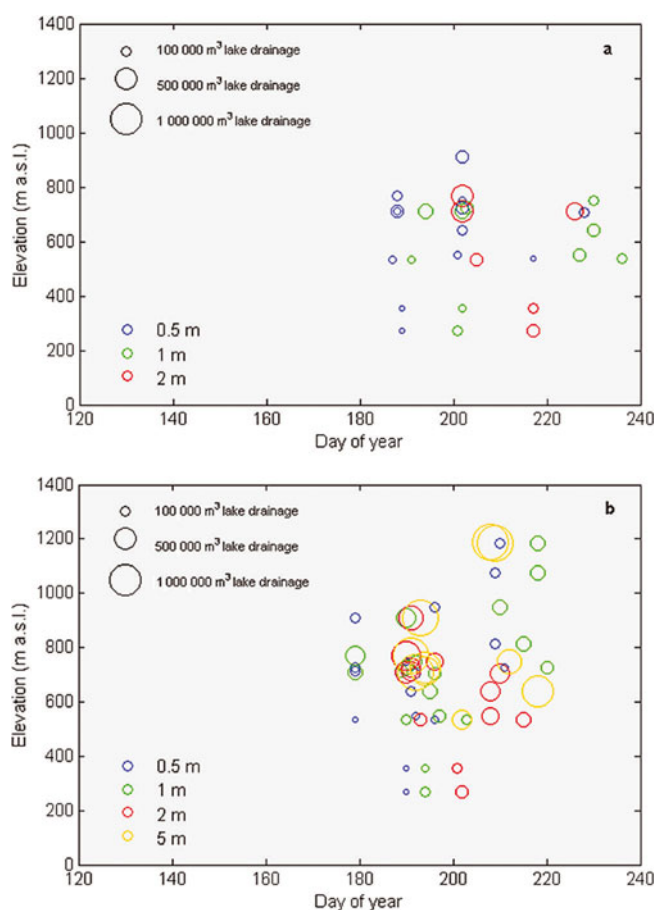 1400
1200
1000
800
600
400
200
0
Elevation (m a.s.l.)
a
100 000 m³ lake drainage
500 000 m³ lake drainage
1 000 000 m³ lake drainage
0.5 m
1 m
2 m
120 140 160 180 200 220 240
Day of year
1400
1200
1000
800
600
400
200
0
Elevation (m a.s.l.)
b
100 000 m³ lake drainage
500 000 m³ lake drainage
1 000 000 m³ lake drainage
0.5 m
1 m
2 m
5 m
120 140 160 180 200 220 240
Day of year